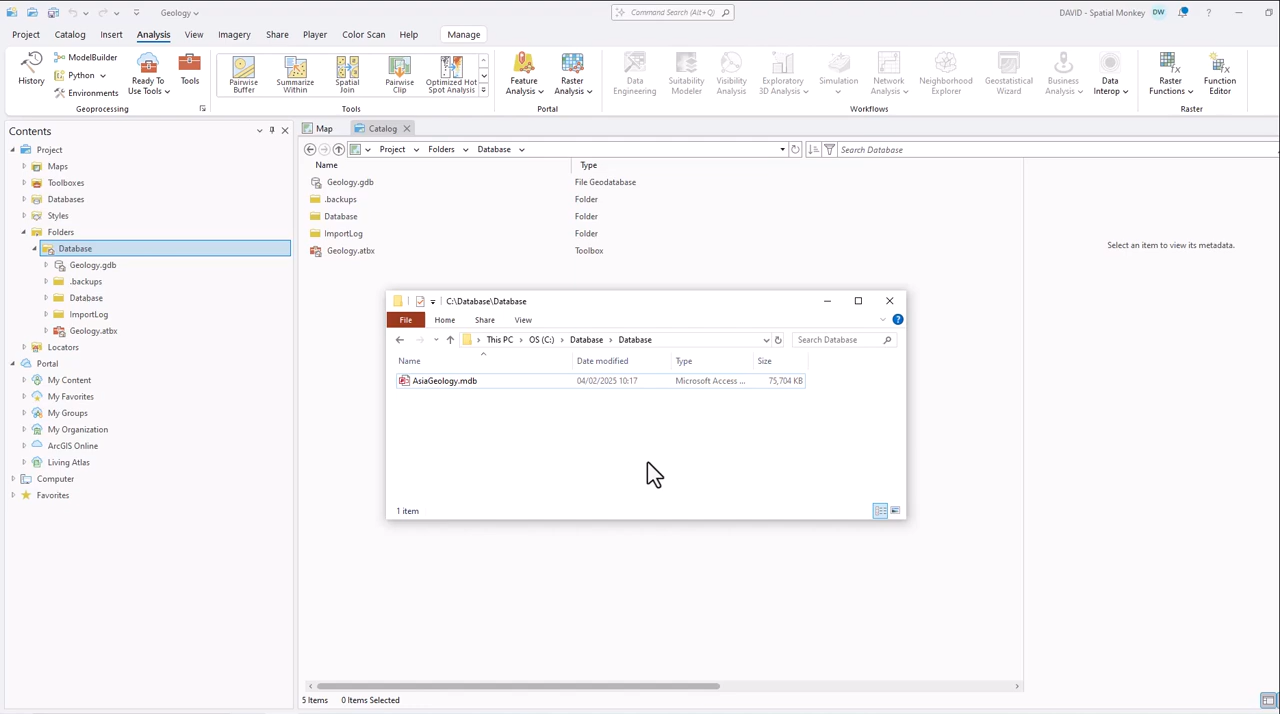 Geology
Command Search (Alt+Q)
DAVID - Spatial Monkey
DW
?
Project
Catalog
Insert
Analysis
View
Imagery
Share
Player
Color Scan
Help
Manage
History
ModelBuilder
Python
Environments
Ready To
Use Tools
Tools
Geoprocessing
Pairwise
Buffer
Summarize
Within
Spatial
Join
Pairwise
Clip
Optimized
Hot Spot Analysis
Tools
Feature
Analysis
Raster
Analysis
Portal
Data
Engineering
Suitability
Modeler
Visibility
Analysis
Exploratory
3D Analysis
Simulation
Network
Analysis
Neighborhood
Explorer
Geostatistical
Wizard
Business
Analysis
Data
Interop
Workflows
Raster
Functions
Function
Editor
Raster
Contents
Project
Maps
Toolboxes
Databases
Styles
Folders
Database
Geology.gdb
.backups
Database
ImportLog
Geology.atbx
Locators
Portal
My Content
My Favorites
My Groups
My Organization
ArcGIS Online
Living Atlas
Computer
Favorites
Map
Catalog
Project
Folders
Database
Search Database
Name
Type
Geology.gdb
File Geodatabase
.backups
Folder
Database
Folder
ImportLog
Folder
Geology.atbx
Toolbox
Select an item to view its metadata.
C:\Database\Database
File
Home
Share
View
?
This PC
OS (C:)
Database
Database
Search Database
Name
Date modified
Type
Size
AsiaGeology.mdb
04/02/2025 10:17
Microsoft Access ...
75,704 KB
1 item
5 Items
0 Items Selected